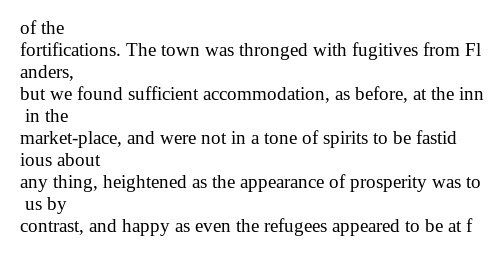 of the
fortifications. The town was thronged with fugitives from Fl
anders,
but we found sufficient accommodation, as before, at the inn
in the
market-place, and were not in a tone of spirits to be fastid
ious about
any thing, heightened as the appearance of prosperity was to
us by
contrast, and happy as even the refugees appeared to be at f